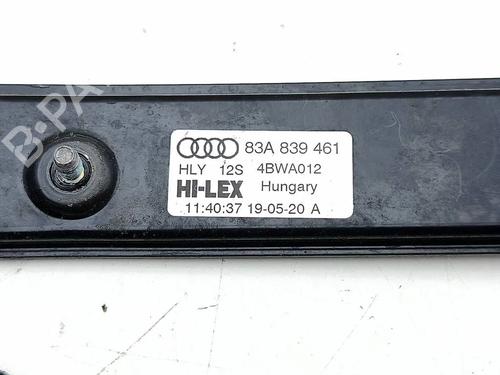 B-PA
83A 839 461
HLY 12S 4BWA012
HI-LEX Hungary
11:40:37 19-05-20 A